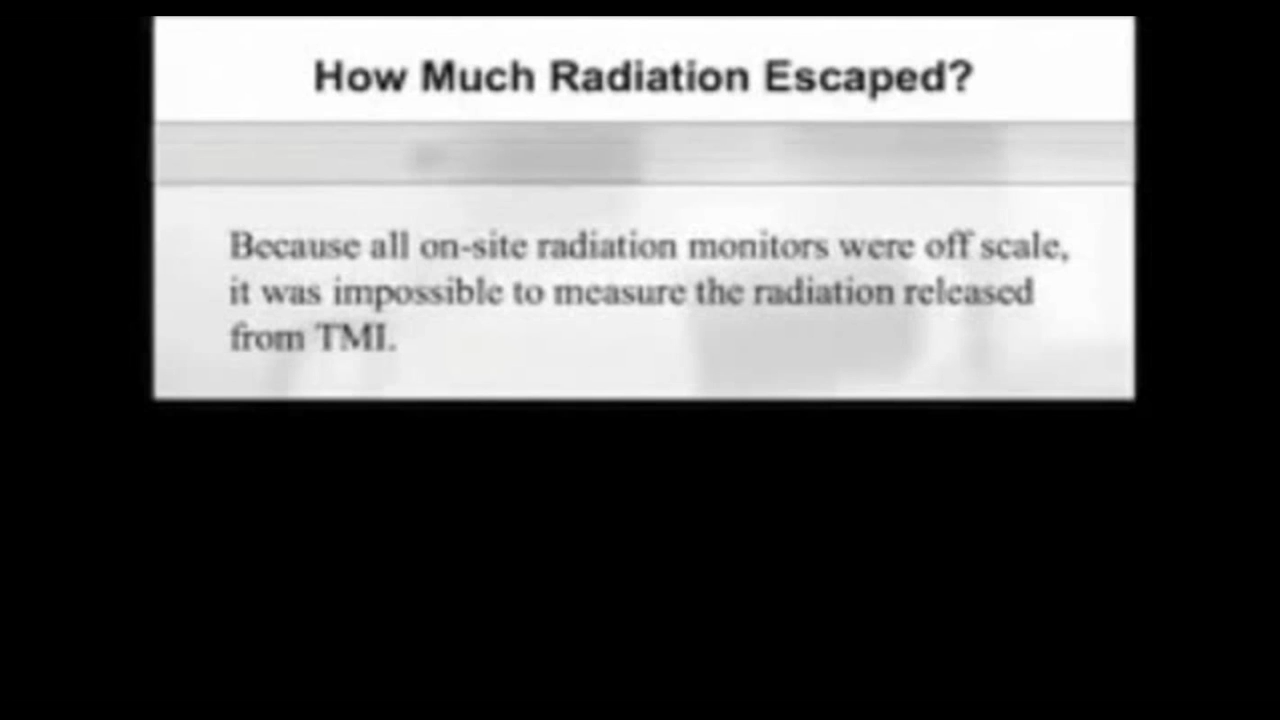 How Much Radiation Escaped?
Because all on-site radiation monitors were off scale,
it was impossible to measure the radiation released
from TMI.